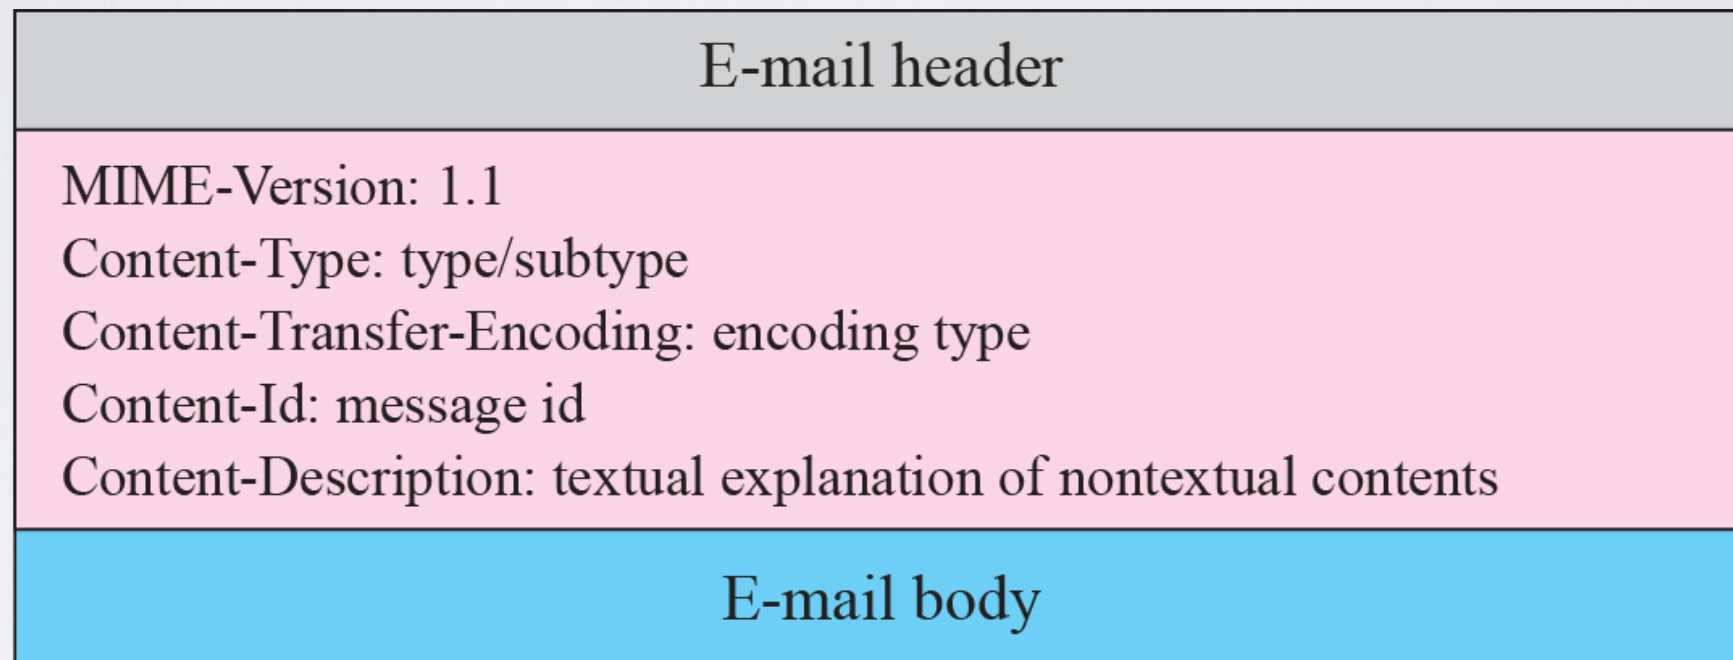 E-mail header
MIME-Version: 1.1
Content-Type: type/subtype
Content-Transfer-Encoding: encoding type
Content-Id: message id
Content-Description: textual explanation of nontextual contents
E-mail body